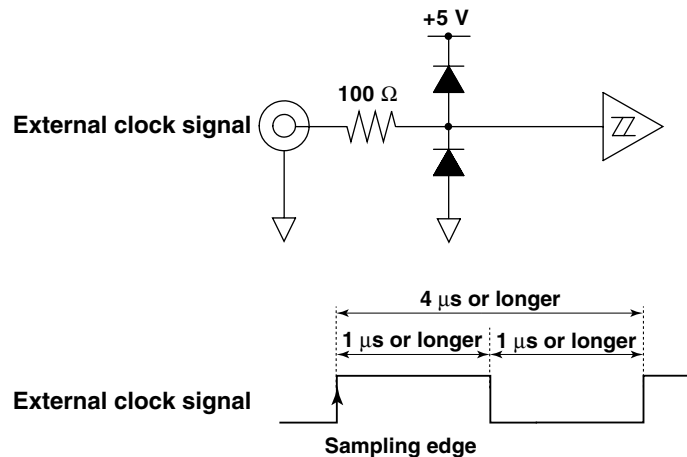 +5 V
100 Ω
External clock signal
4 µs or longer
1 µs or longer 1 µs or longer
External clock signal
Sampling edge